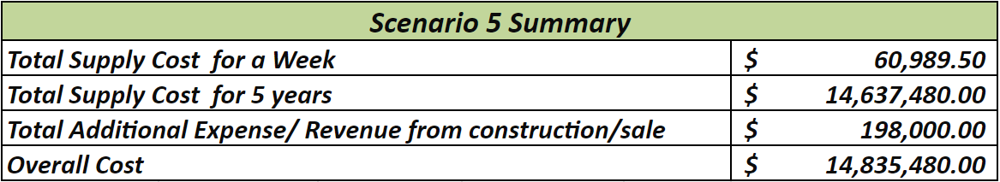 Scenario 5 Summary
Total Supply Cost for a Week $ 60,989.50
Total Supply Cost for 5 years $ 14,637,480.00
Total Additional Expense/ Revenue from construction/sale $ 198,000.00
Overall Cost $ 14,835,480.00